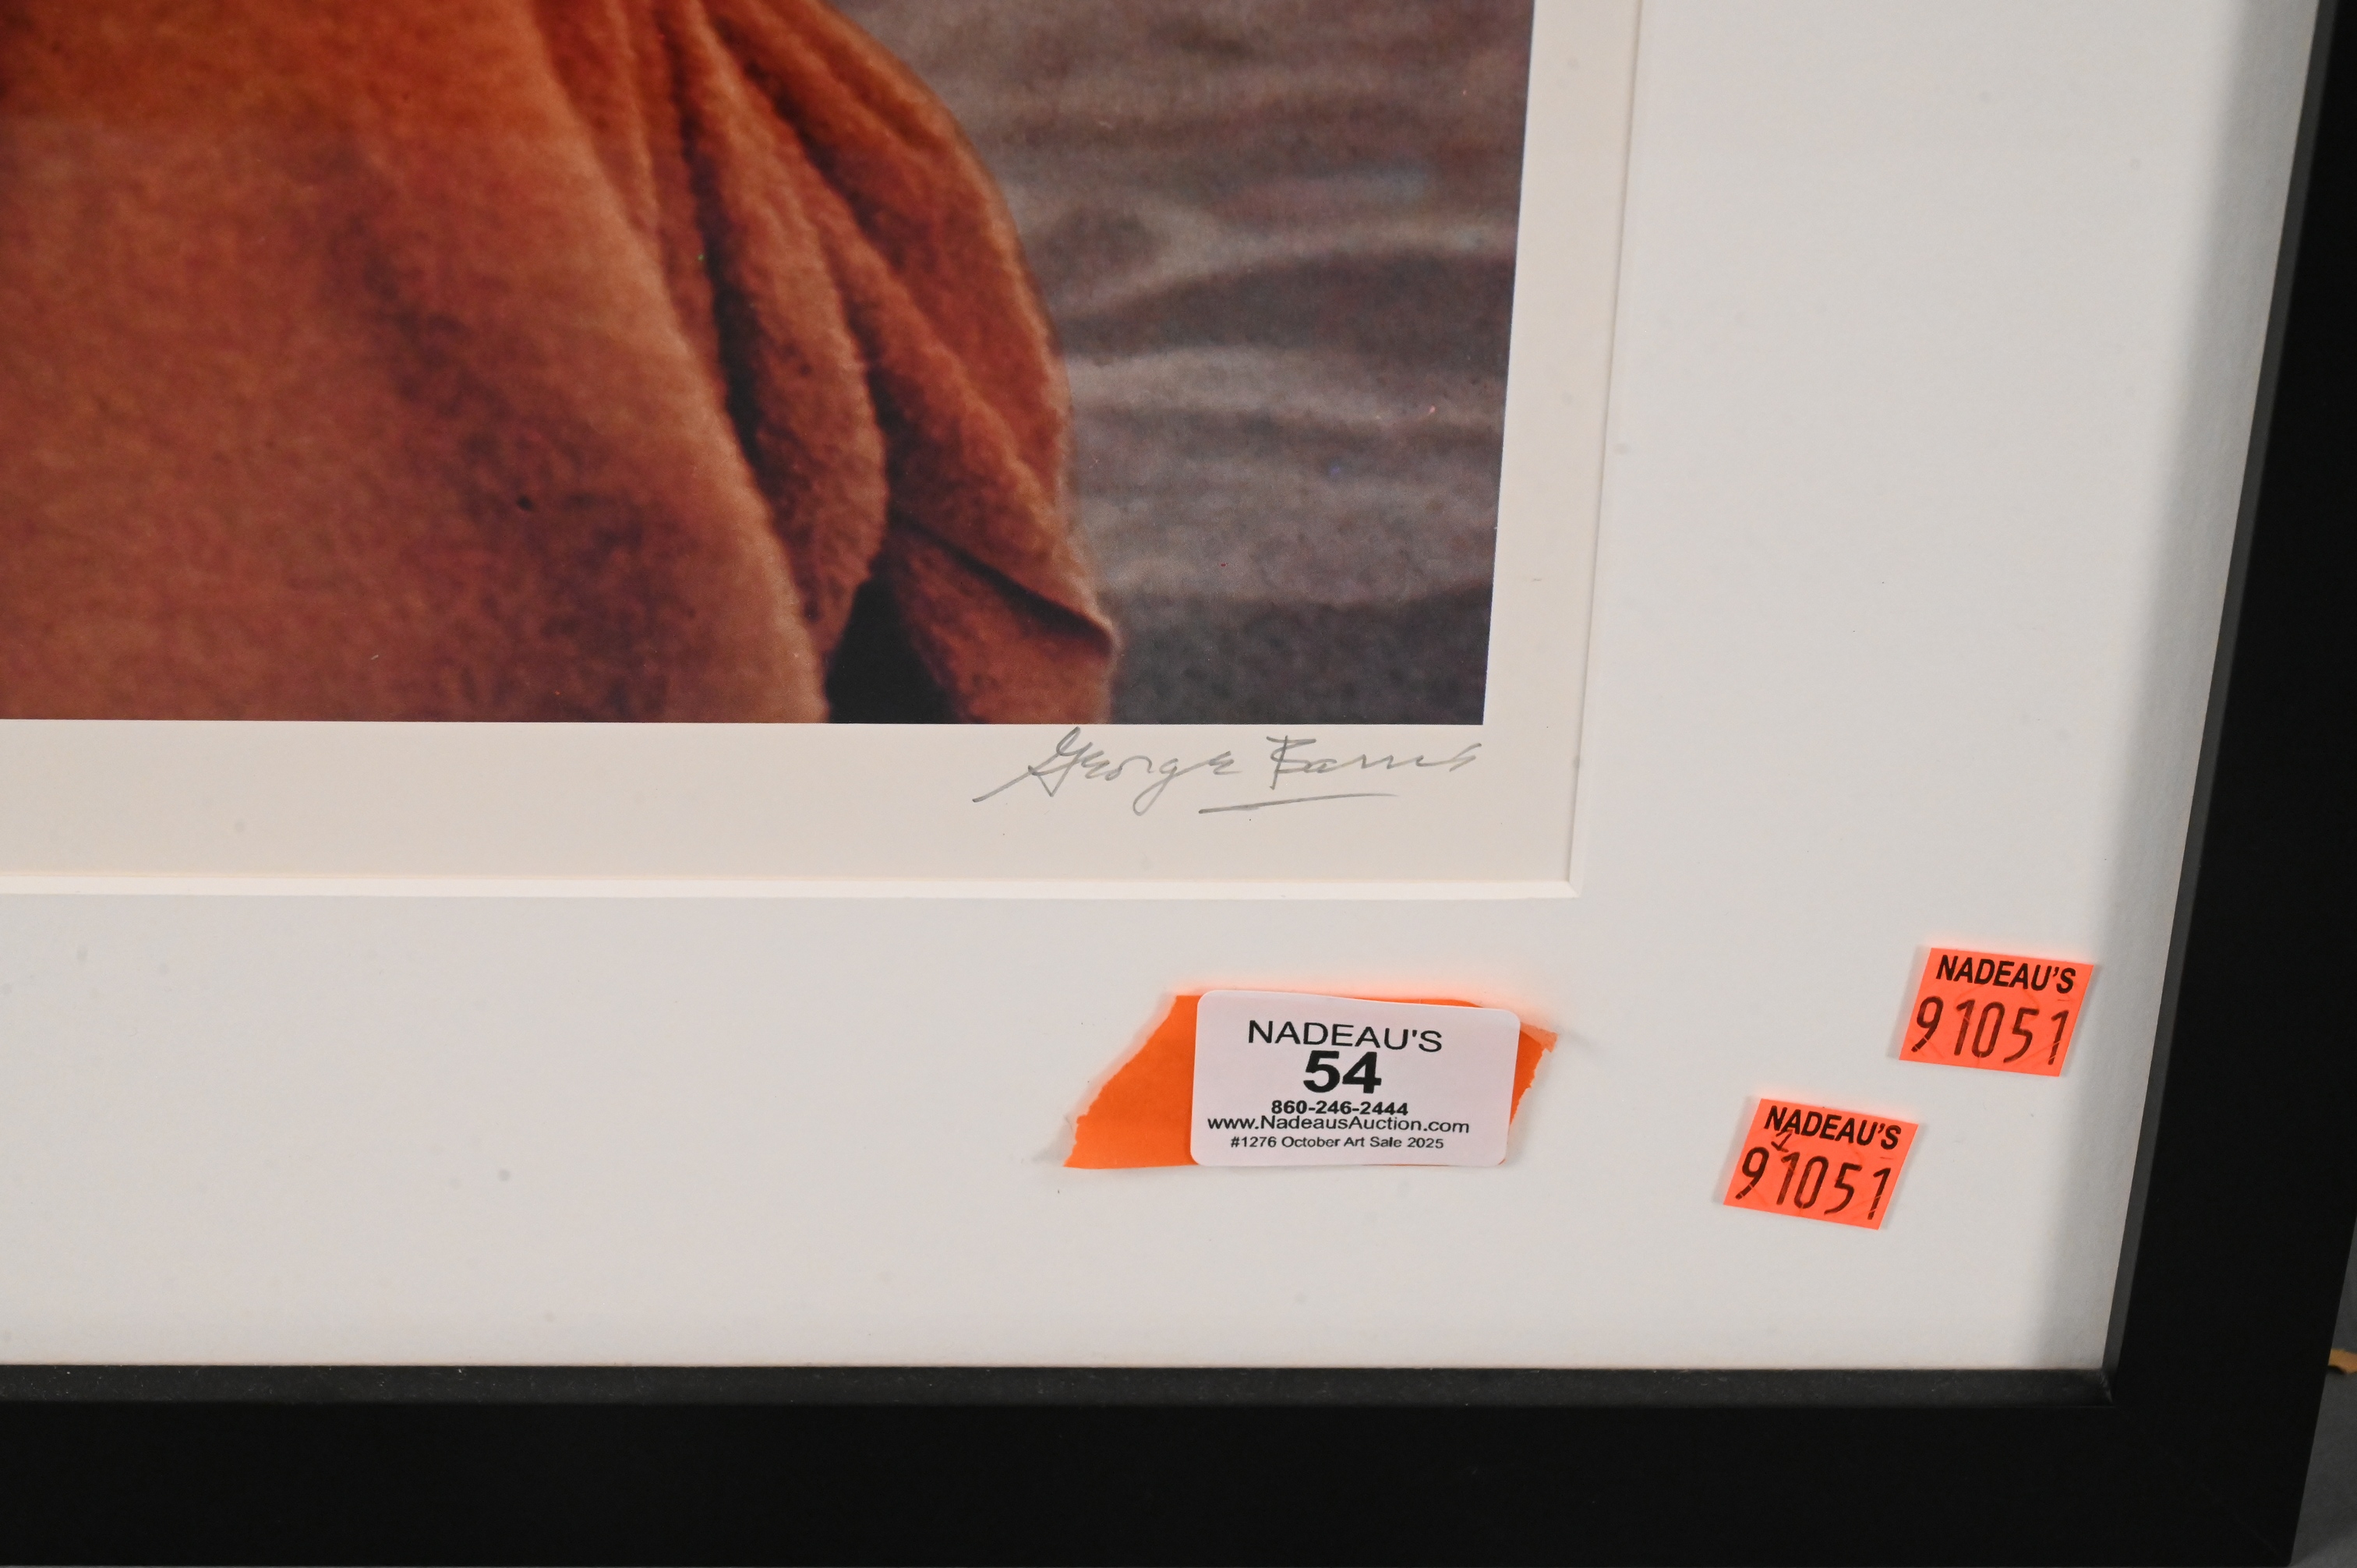 George Barris
NADEAU'S
91051
NADEAU'S
54
860-246-2444
www.NadeausAuction.com
#1276 October Art Sale 2025
NADEAU'S
1
91051